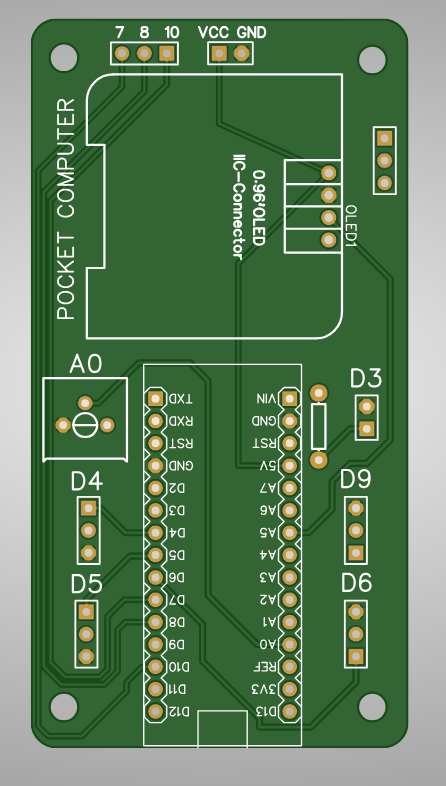 7 8 10 VCC GND
POCKET COMPUTER
0.96'OLED
IIC-Connector
OLED1
A0
D3
D4
D9
D5
D6
TXD VIN
RXD GND
RST RST
GND 5V
D2 A7
D3 A6
D4 A5
D5 A4
D6 A3
D7 A2
D8 A1
D9 A0
D10 REF
D11 3V3
D12 D13